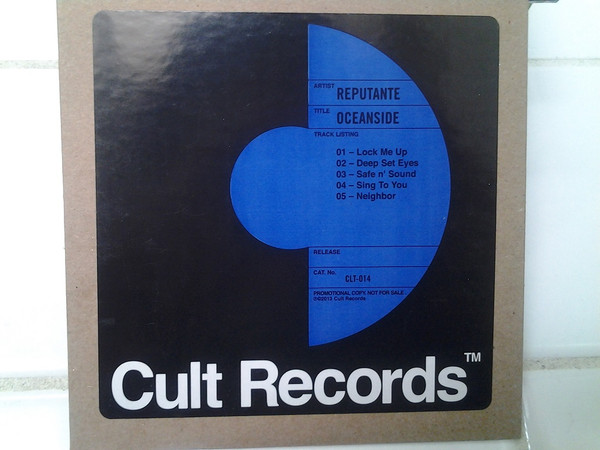 ARTIST REPUTANTE
TITLE OCEANSIDE
TRACK LISTING
01 – Lock Me Up
02 – Deep Set Eyes
03 – Safe n' Sound
04 – Sing To You
05 – Neighbor
RELEASE
CAT. No. CLT-014
PROMOTIONAL COPY. NOT FOR SALE
Cult Records
Cult Records™